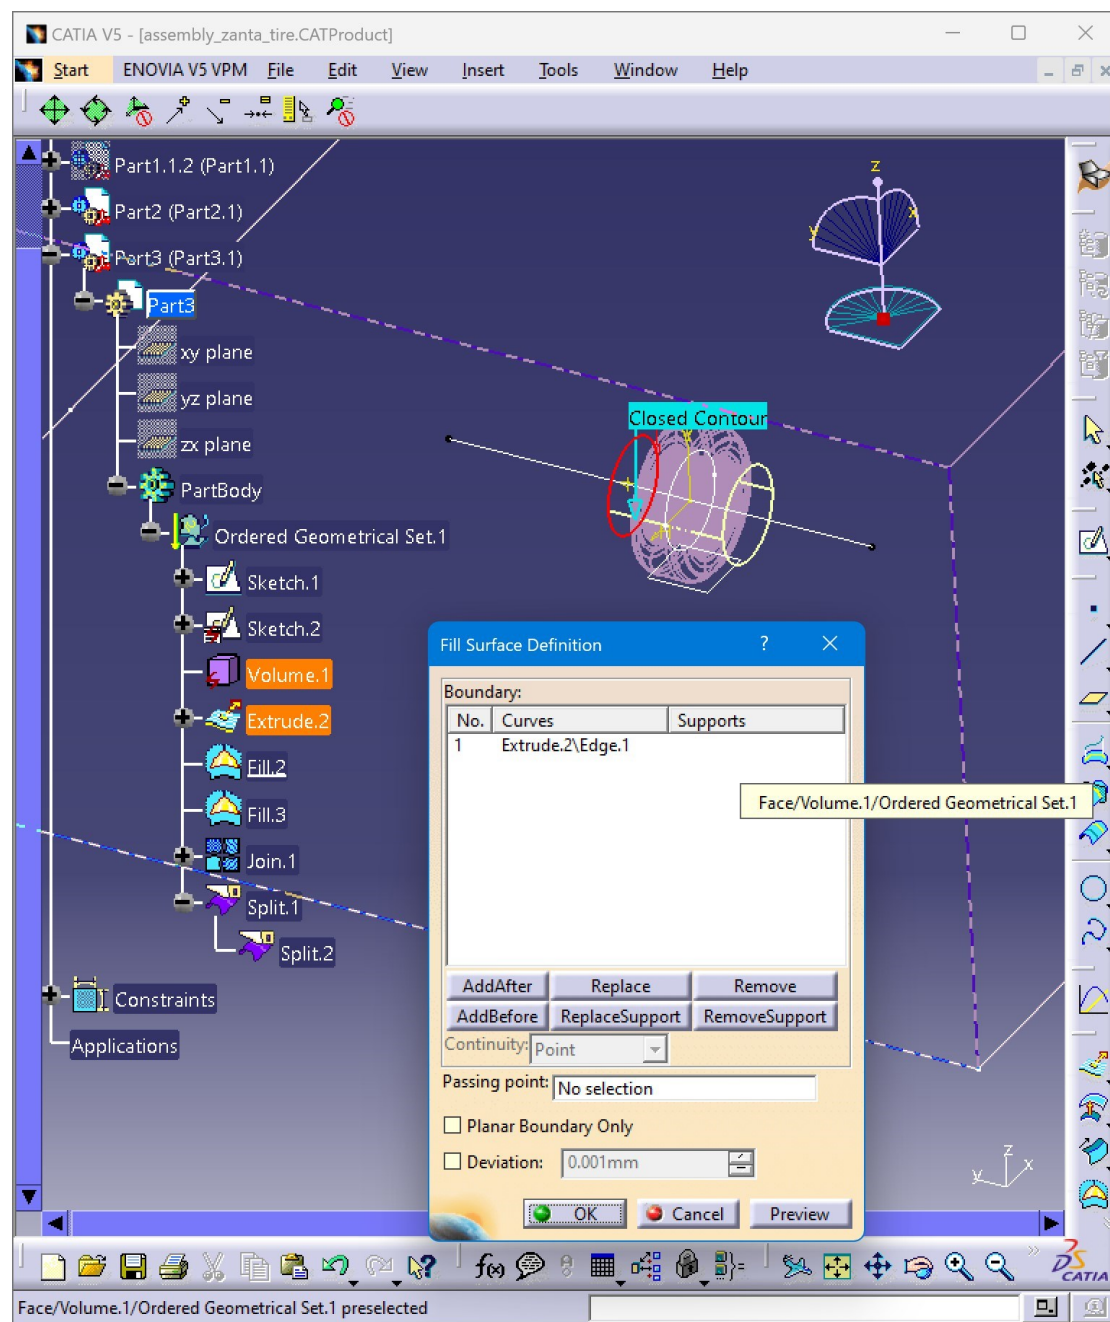 CATIA V5 - [assembly_zanta_tire.CATProduct]
Start ENOVIA V5 VPM File Edit View Insert Tools Window Help
Part1.1.2 (Part1.1)
Part2 (Part2.1)
Part3 (Part3.1)
Part3
xy plane
yz plane
zx plane
PartBody
Ordered Geometrical Set.1
Sketch.1
Sketch.2
Volume.1
Extrude.2
Fill.2
Fill.3
Join.1
Split.1
Split.2
Constraints
Applications
z
x
y
Closed Contour
Fill Surface Definition ?
Boundary:
No. Curves Supports
1 Extrude.2\Edge.1
Face/Volume.1/Ordered Geometrical Set.1
AddAfter Replace Remove
AddBefore ReplaceSupport RemoveSupport
Continuity: Point
Passing point: No selection
Planar Boundary Only
Deviation: 0.001mm
OK Cancel Preview
z
y x
f(x)
CATIA
Face/Volume.1/Ordered Geometrical Set.1 preselected